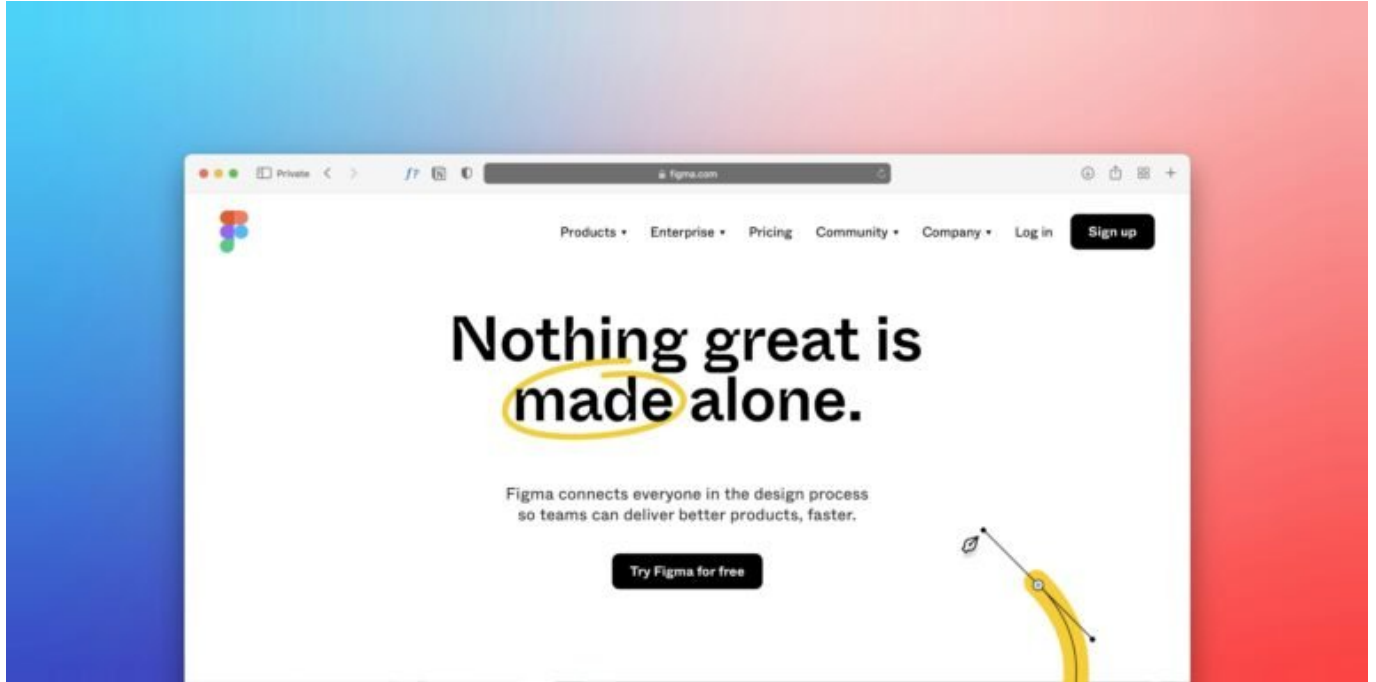 Private
figma.com
Products Enterprise Pricing Community Company Log in Sign up
Nothing great is
made alone.
Figma connects everyone in the design process
so teams can deliver better products, faster.
Try Figma for free